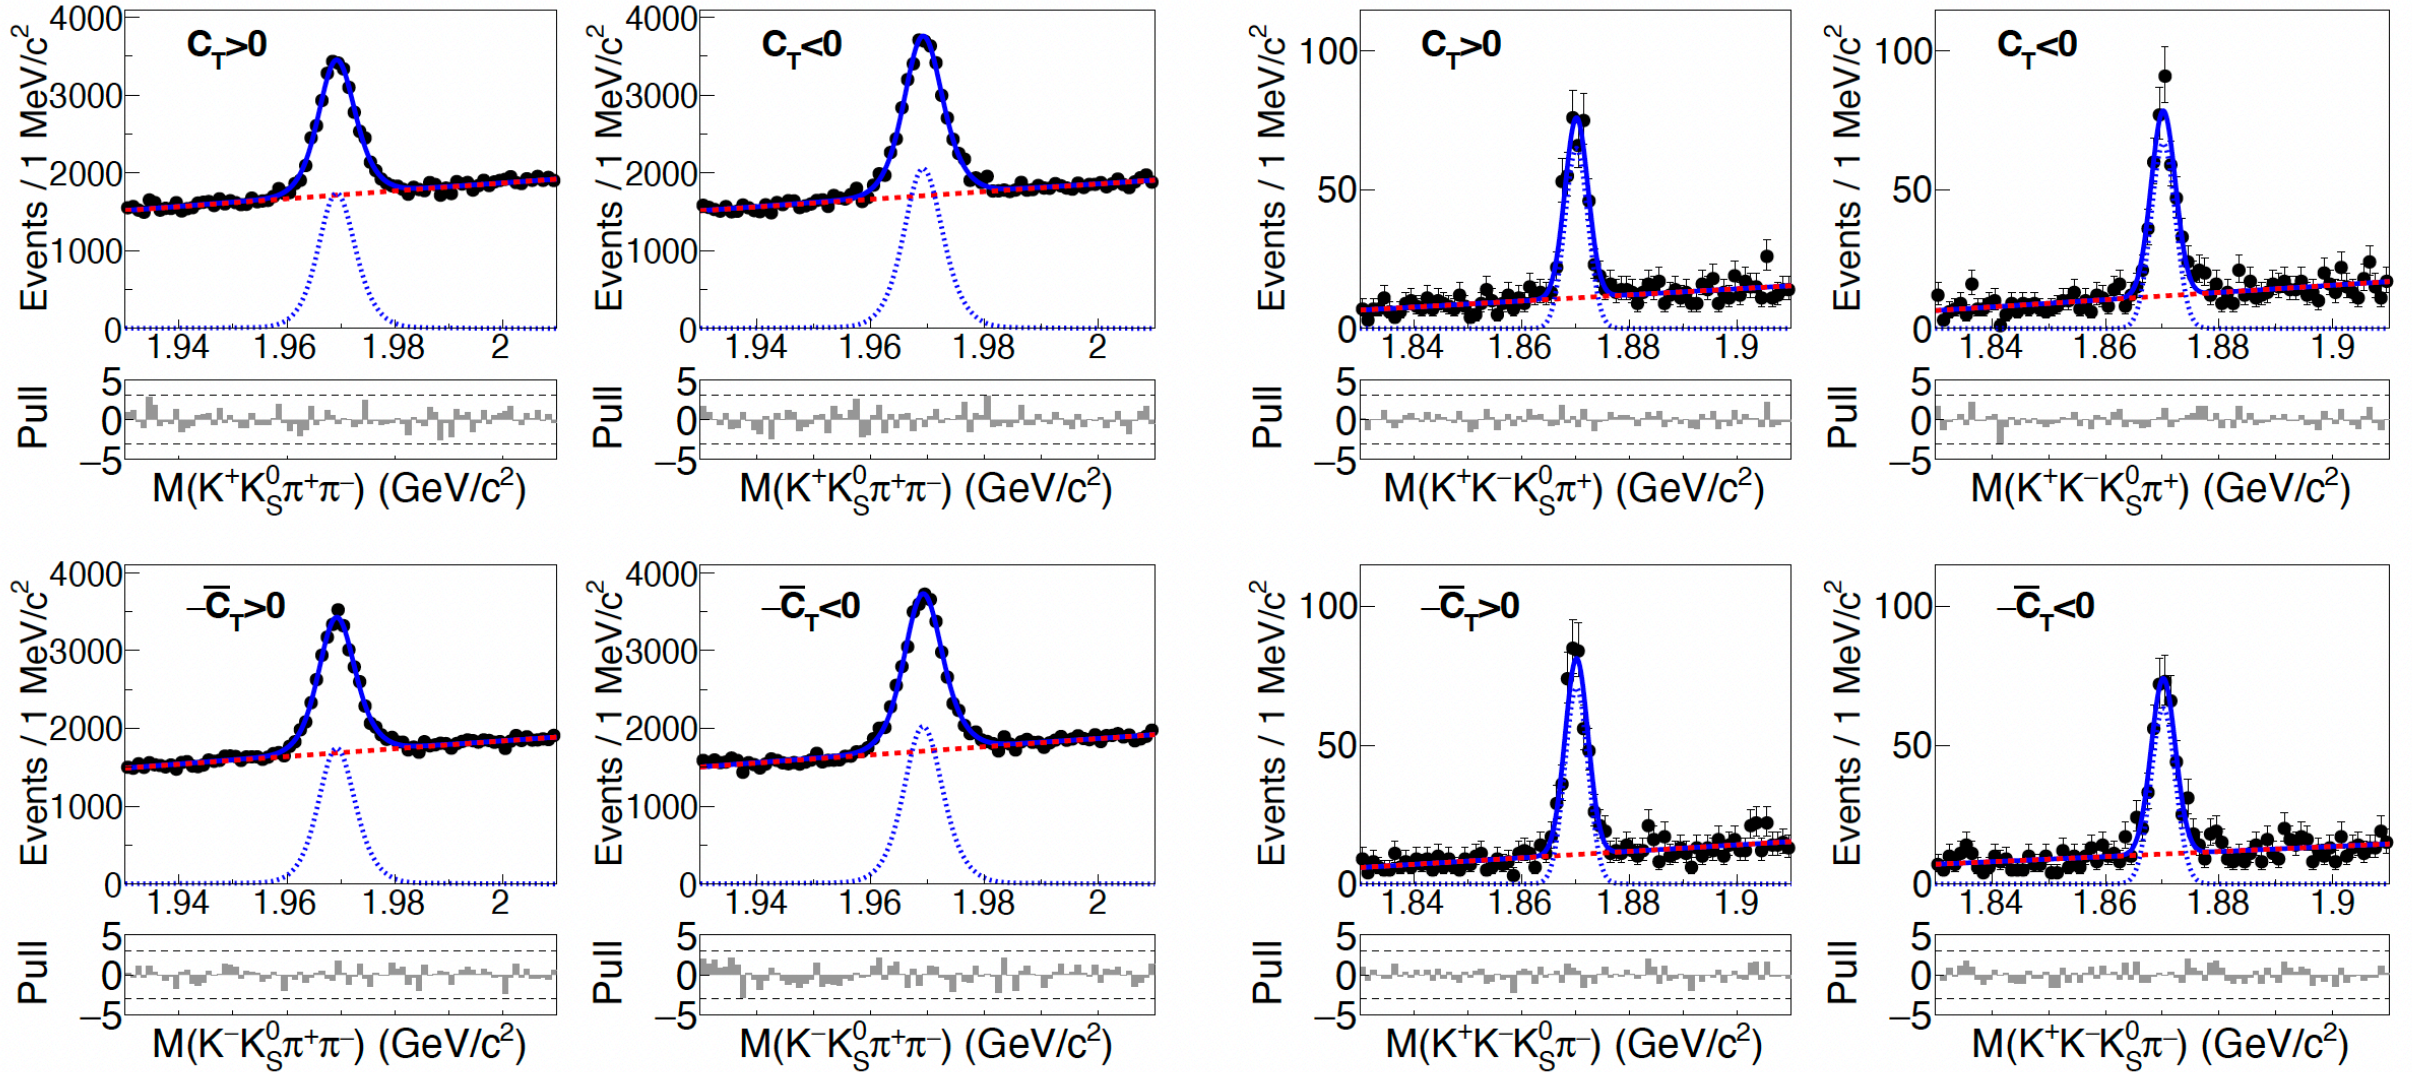 Events / 1 MeV/c²
4000
3000
2000
1000
0
C_T>0
1.94 1.96 1.98 2
Pull
5
0
−5
M(K⁺K⁰_Sπ⁺π⁻) (GeV/c²)
Events / 1 MeV/c²
4000
3000
2000
1000
0
C_T<0
1.94 1.96 1.98 2
Pull
5
0
−5
M(K⁺K⁰_Sπ⁺π⁻) (GeV/c²)
Events / 1 MeV/c²
100
50
0
C_T>0
1.84 1.86 1.88 1.9
Pull
5
0
−5
M(K⁺K⁻K⁰_Sπ⁺) (GeV/c²)
Events / 1 MeV/c²
100
50
0
C_T<0
1.84 1.86 1.88 1.9
Pull
5
0
−5
M(K⁺K⁻K⁰_Sπ⁺) (GeV/c²)
Events / 1 MeV/c²
4000
3000
2000
1000
0
−C̅_T>0
1.94 1.96 1.98 2
Pull
5
0
−5
M(K⁻K⁰_Sπ⁺π⁻) (GeV/c²)
Events / 1 MeV/c²
4000
3000
2000
1000
0
−C̅_T<0
1.94 1.96 1.98 2
Pull
5
0
−5
M(K⁻K⁰_Sπ⁺π⁻) (GeV/c²)
Events / 1 MeV/c²
100
50
0
−C̅_T>0
1.84 1.86 1.88 1.9
Pull
5
0
−5
M(K⁺K⁻K⁰_Sπ⁻) (GeV/c²)
Events / 1 MeV/c²
100
50
0
−C̅_T<0
1.84 1.86 1.88 1.9
Pull
5
0
−5
M(K⁺K⁻K⁰_Sπ⁻) (GeV/c²)